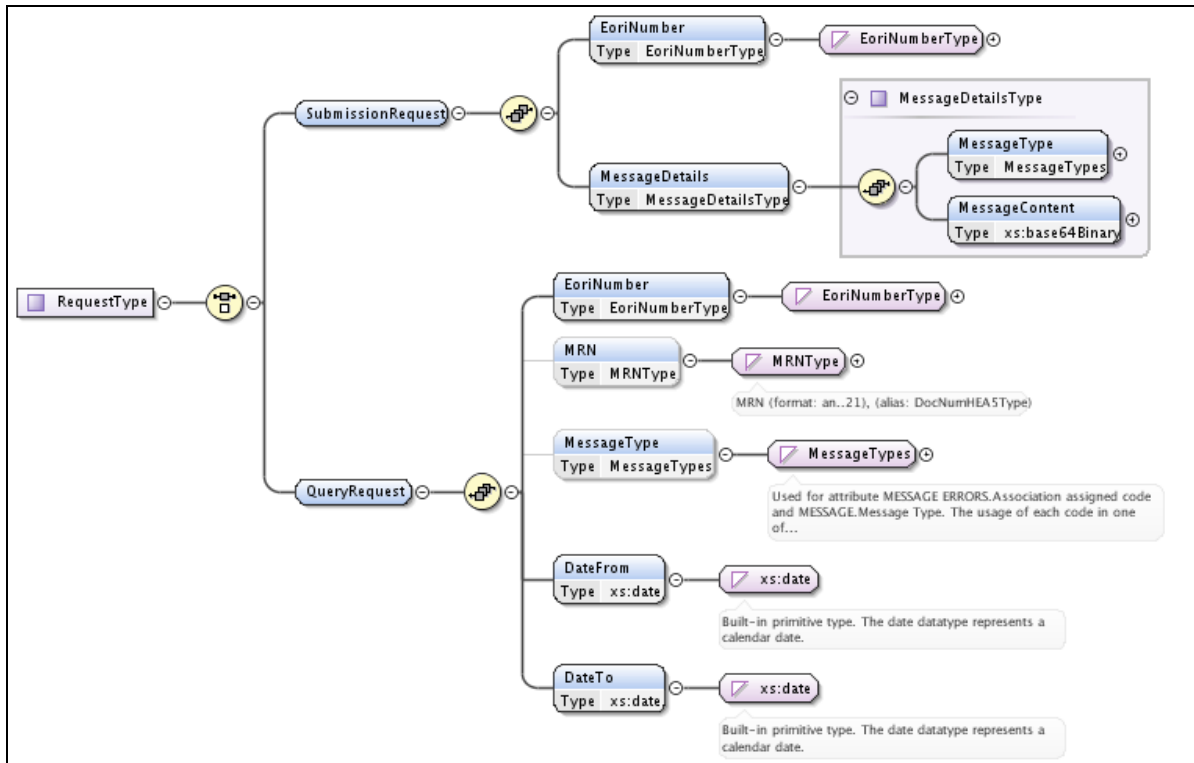 EoriNumber
Type EoriNumberType
EoriNumberType
SubmissionRequest
MessageDetailsType
MessageType
Type MessageTypes
MessageDetails
Type MessageDetailsType
MessageContent
Type xs:base64Binary
RequestType
EoriNumber
Type EoriNumberType
EoriNumberType
MRN
Type MRNType
MRNType
MRN (format: an..21), (alias: DocNumHEA5Type)
MessageType
Type MessageTypes
MessageTypes
Used for attribute MESSAGE ERRORS.Association assigned code
and MESSAGE.Message Type. The usage of each code in one
of...
QueryRequest
DateFrom
Type xs:date
xs:date
Built-in primitive type. The date datatype represents a
calendar date.
DateTo
Type xs:date
xs:date
Built-in primitive type. The date datatype represents a
calendar date.